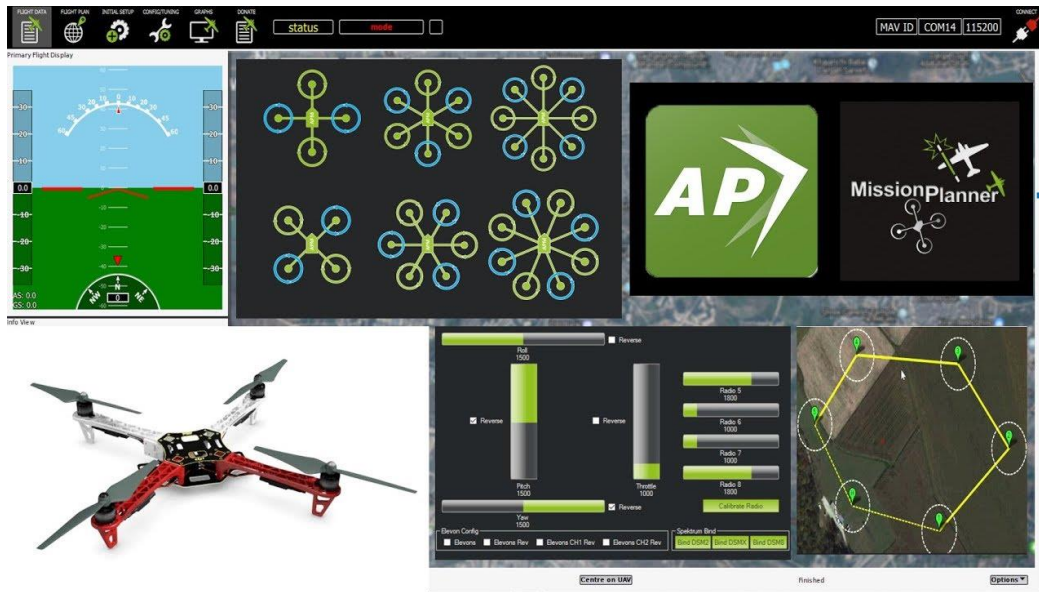 FLIGHT DATA FLIGHT PLAN INITIAL SETUP CONFIG/TUNING GRAPHS DONATE
status mode
MAV ID COM14 115200
CONNECT
Primary Flight Display
0.0 0.0
AS: 0.0
GS: 0.0
NW N NE
0
Info View
AP
MissionPlanner
Roll
1500
Reverse
Reverse
Pitch
1500
Reverse
Throttle
1000
Radio 5
1800
Radio 6
1000
Radio 7
1000
Radio 8
1800
Calibrate Radio
Yaw
1500
Reverse
Elevon Config
Elevons Elevons Rev Elevons CH1 Rev Elevons CH2 Rev
Spektrum Bind
Bind DSM2 Bind DSMX Bind DSM8
Centre on UAV Finished Options